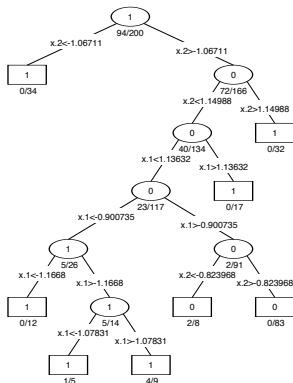 1
94/200
x.2<-1.06711
x.2>-1.06711
1
0/34
0
72/166
x.2<1.14988
x.2>1.14988
0
40/134
1
0/32
x.1<1.13632
x.1>1.13632
0
23/117
1
0/17
x.1<-0.900735
x.1>-0.900735
1
5/26
0
2/91
x.1<-1.1668
x.1>-1.1668
x.2<-0.823968
x.2>-0.823968
0
0/12
1
5/14
0
2/8
0
0/83
x.1<-1.07831
x.1>-1.07831
1
1/5
1
4/9